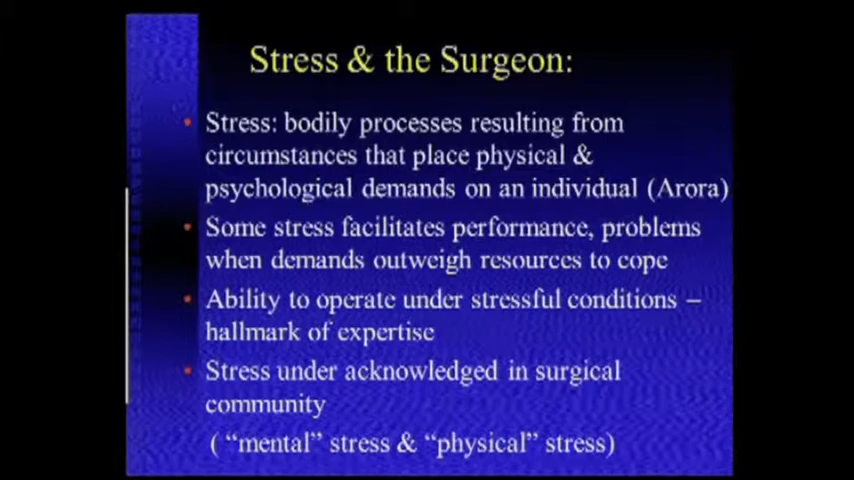 Stress & the Surgeon:
• Stress: bodily processes resulting from
circumstances that place physical &
psychological demands on an individual (Arora)
• Some stress facilitates performance, problems
when demands outweigh resources to cope
• Ability to operate under stressful conditions –
hallmark of expertise
• Stress under acknowledged in surgical
community
( “mental” stress & “physical” stress)